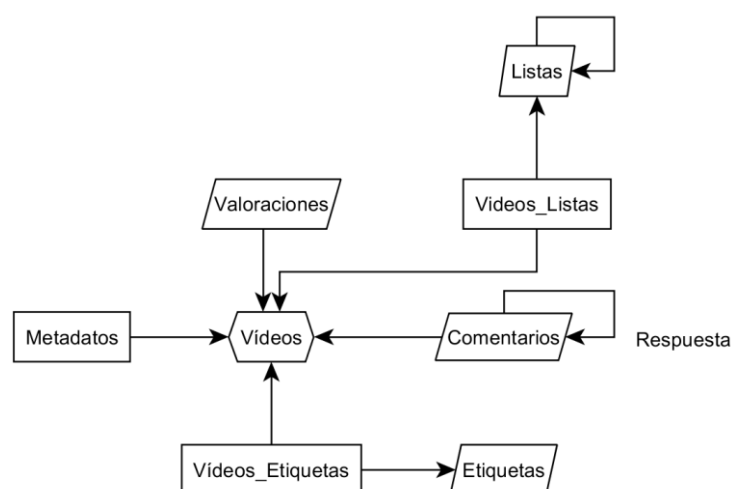 Listas
Valoraciones
Videos_Listas
Metadatos
Vídeos
Comentarios
Respuesta
Vídeos_Etiquetas
Etiquetas